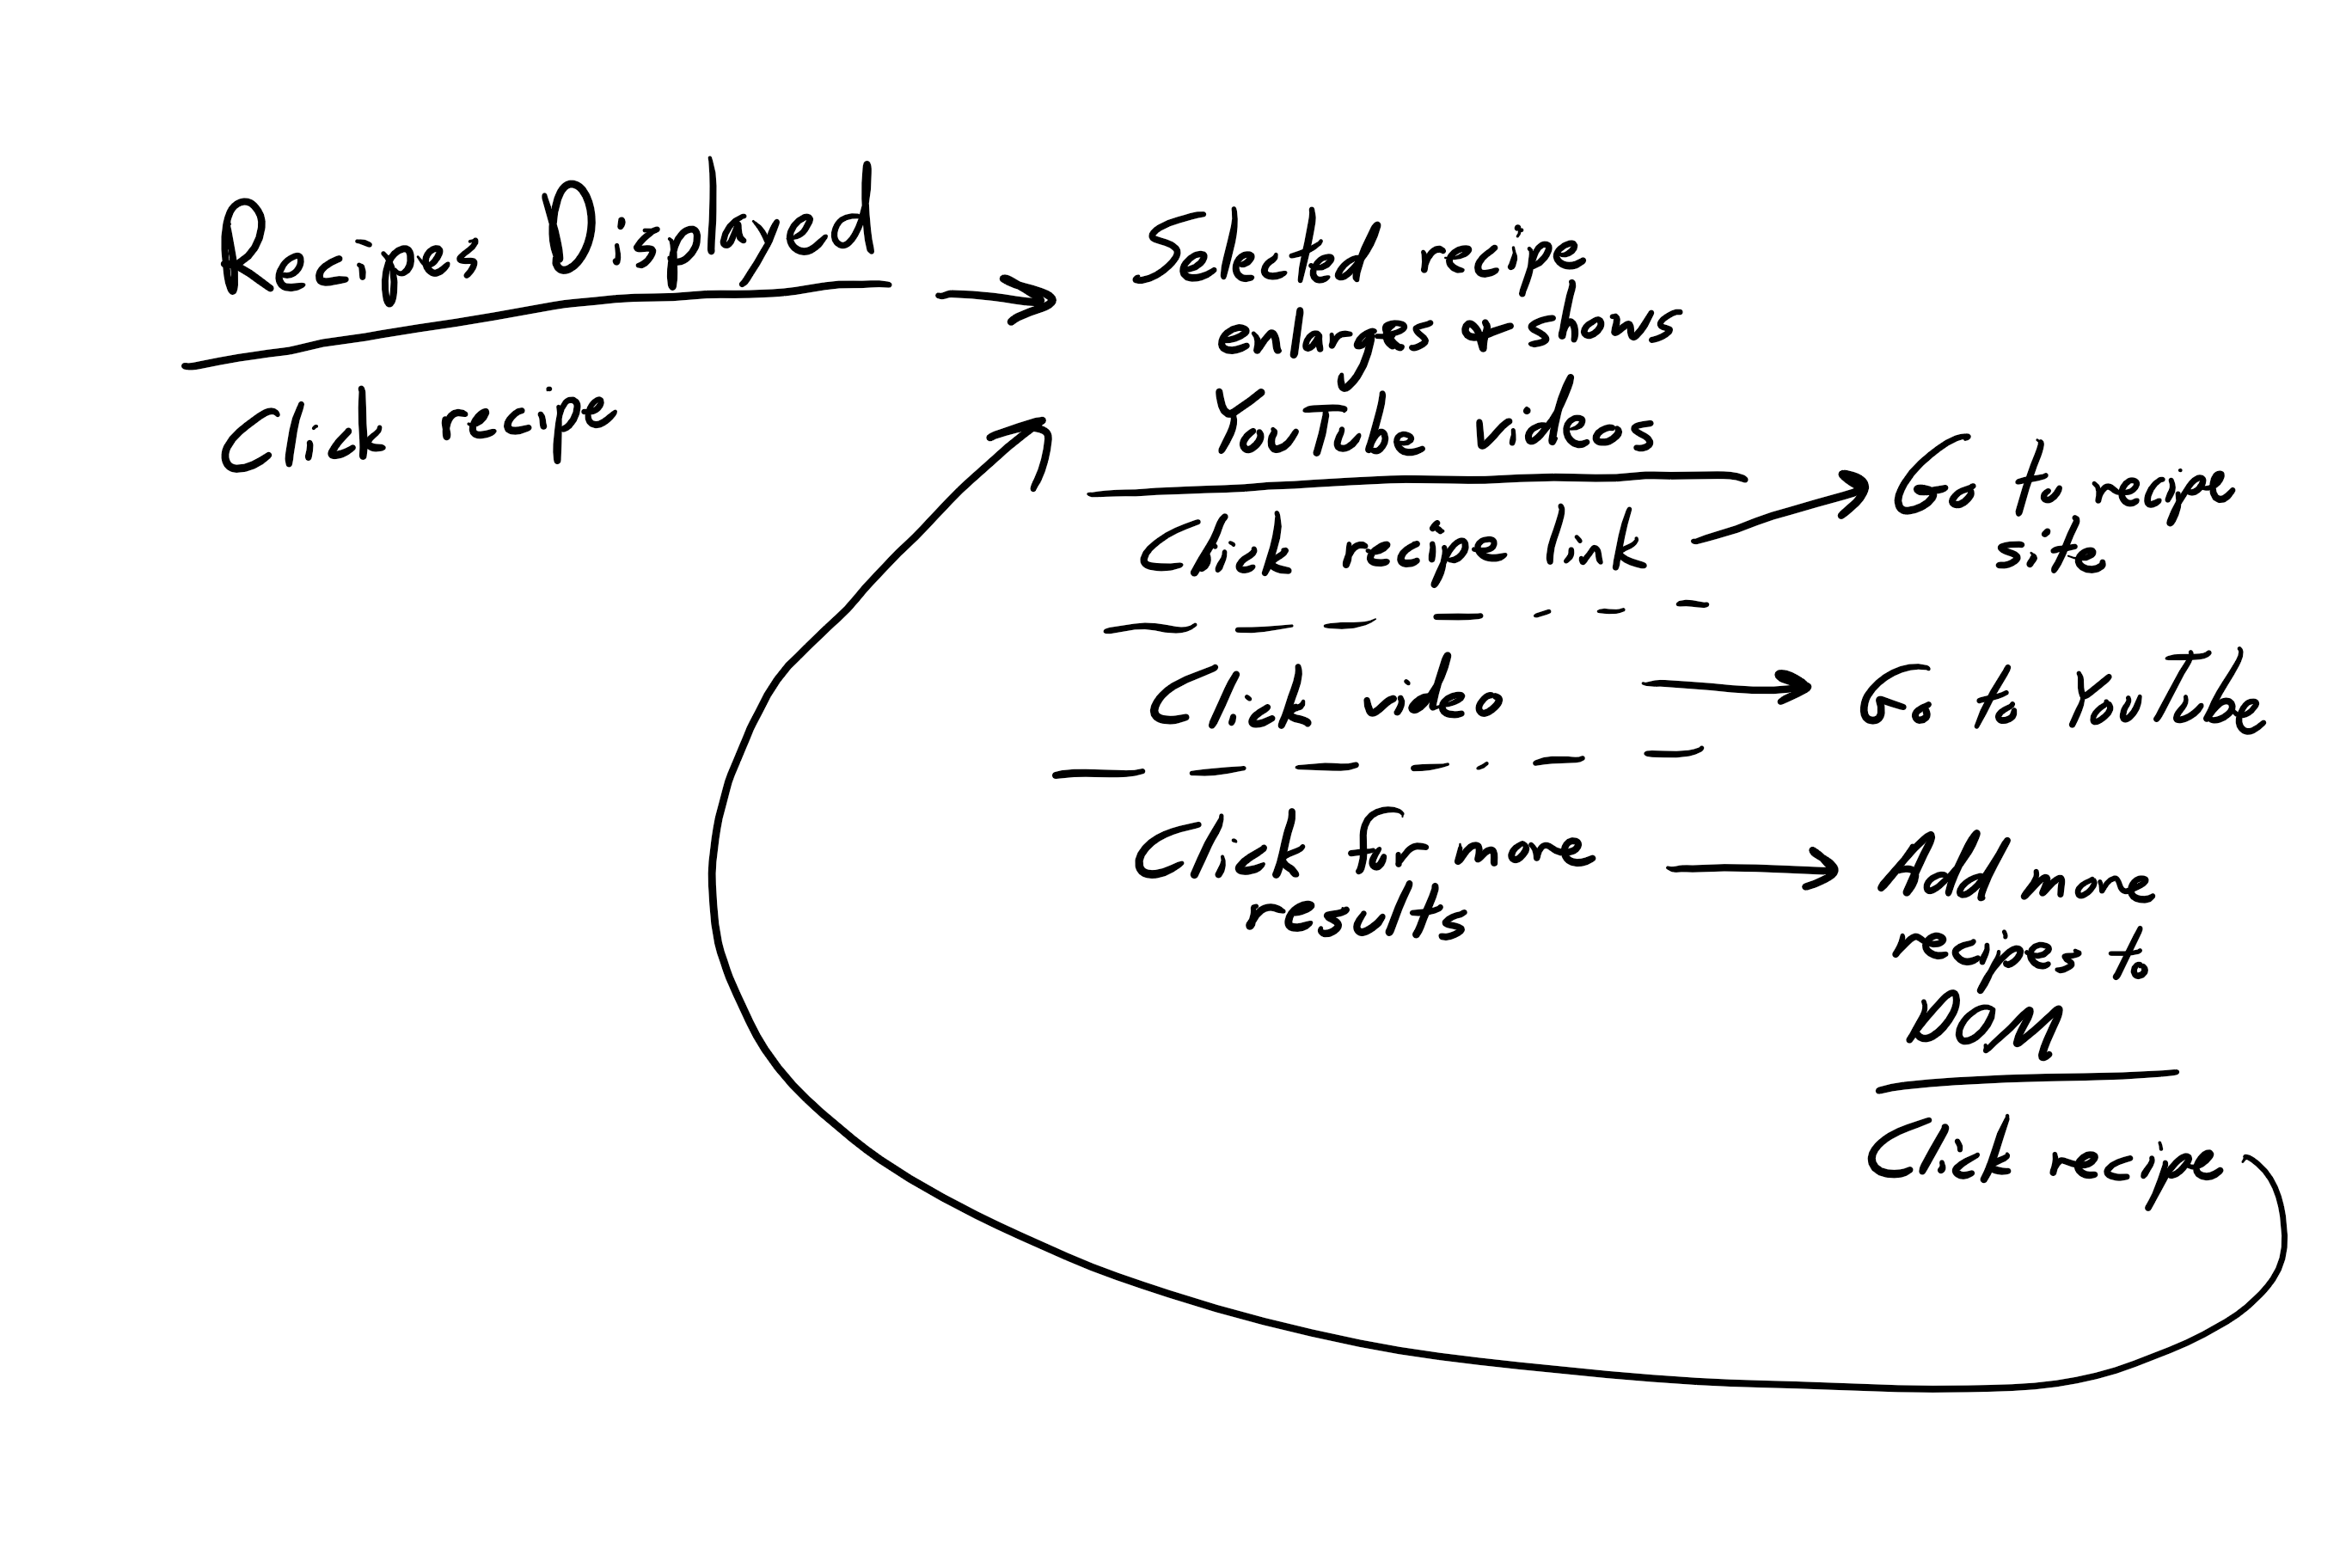 Recipes Displayed
Click recipe
Selected recipe
enlarges + shows
YouTube videos
Click recipe link
Go to recipe
site
Click video
Go to YouTube
Click for more
results
Add more
recipes to
DOM
Click recipe